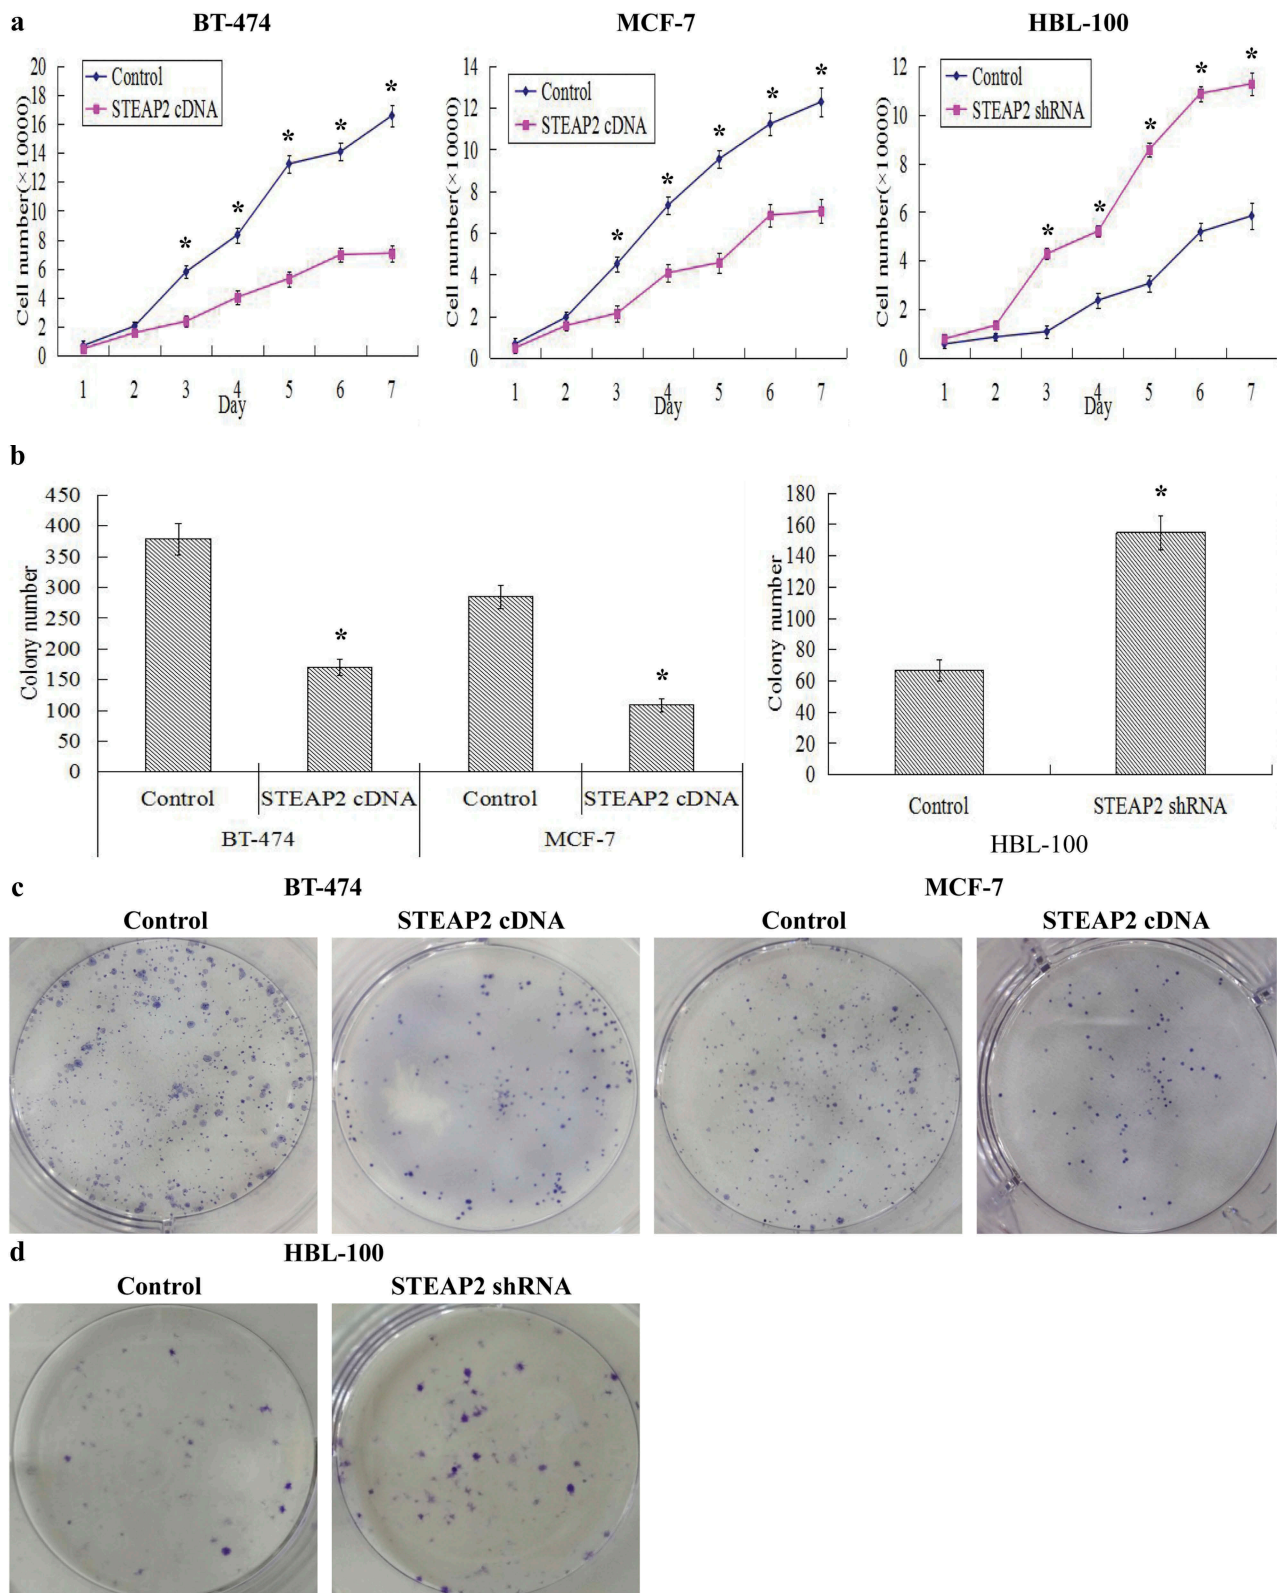 a
BT-474
MCF-7
HBL-100
Cell number(×10000)
20
18
16
14
12
10
8
6
4
2
0
Control
STEAP2 cDNA
* * * * *
1 2 3 4 5 6 7
Day
Cell number(×10000)
14
12
10
8
6
4
2
0
Control
STEAP2 cDNA
* * * * *
1 2 3 4 5 6 7
Day
Cell number(×10000)
12
10
8
6
4
2
0
Control
STEAP2 shRNA
* * * * *
1 2 3 4 5 6 7
Day
b
Colony number
450
400
350
300
250
200
150
100
50
0
* *
Control STEAP2 cDNA Control STEAP2 cDNA
BT-474 MCF-7
Colony number
180
160
140
120
100
80
60
40
20
0
*
Control STEAP2 shRNA
HBL-100
c
BT-474 MCF-7
Control STEAP2 cDNA Control STEAP2 cDNA
d
HBL-100
Control STEAP2 shRNA